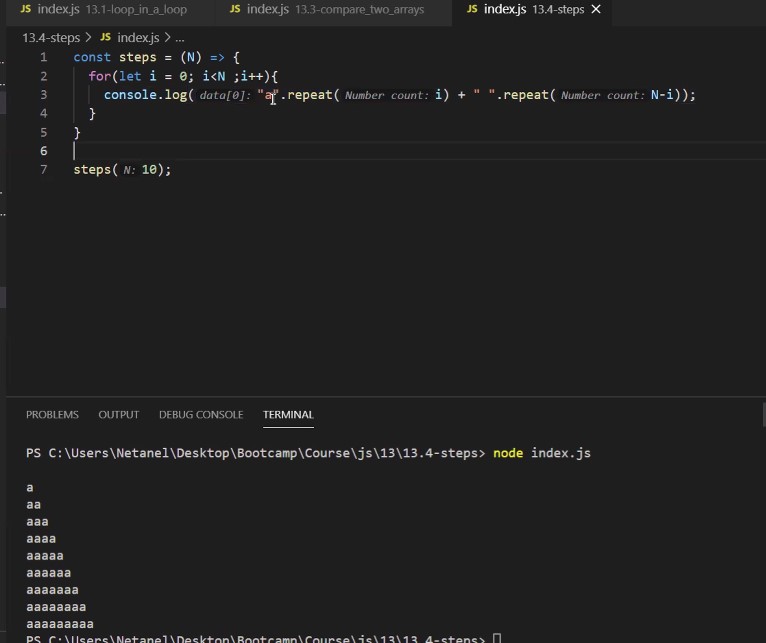 JS index.js 13.1-loop_in_a_loop JS index.js 13.3-compare_two_arrays JS index.js 13.4-steps ×
13.4-steps > JS index.js > ...
1 const steps = (N) => {
2 for(let i = 0; i<N ;i++){
3 console.log( data[0]: "a".repeat( Number count: i) + " ".repeat( Number count: N-i));
4 }
5 }
6
7 steps( N: 10);
PROBLEMS OUTPUT DEBUG CONSOLE TERMINAL
PS C:\Users\Netanel\Desktop\Bootcamp\Course\js\13\13.4-steps> node index.js
a
aa
aaa
aaaa
aaaaa
aaaaaa
aaaaaaa
aaaaaaaa
aaaaaaaaa
PS C:\Users\Netanel\Desktop\Bootcamp\Course\js\13\13.4-steps>